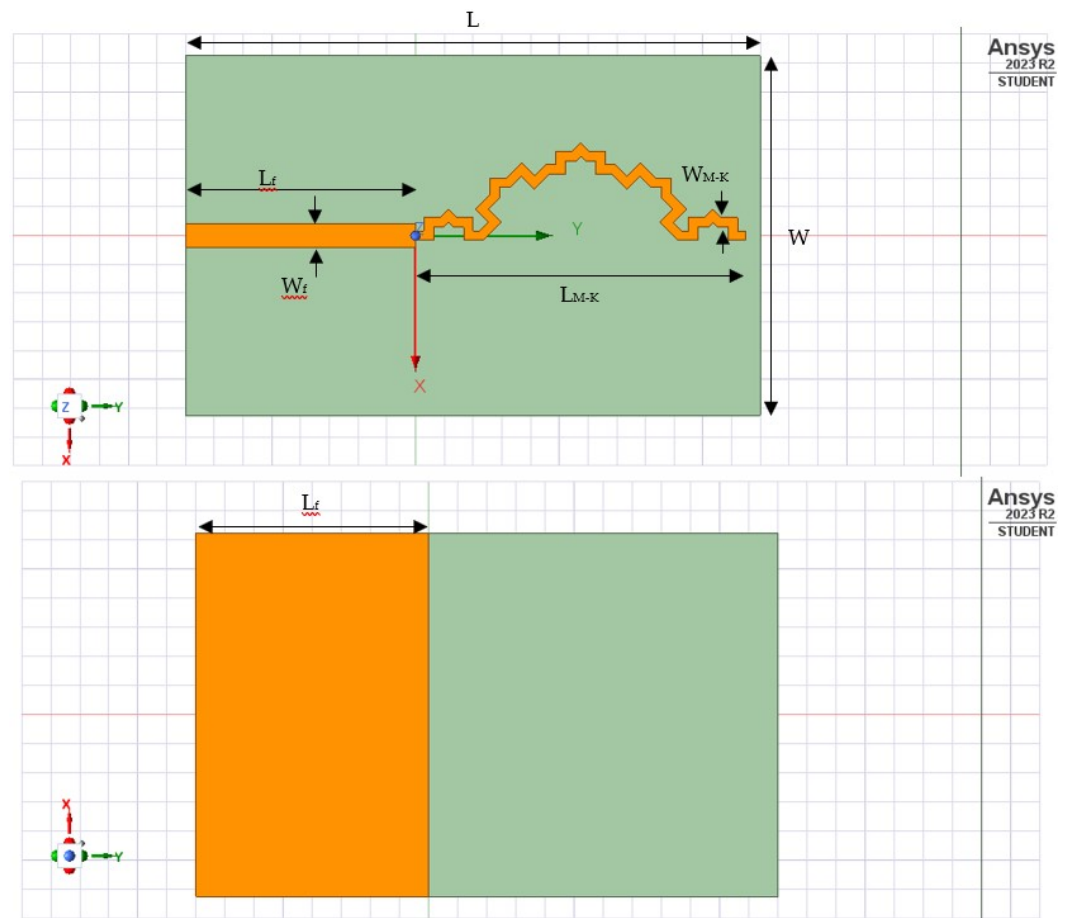 L
Ansys
2023 R2
STUDENT
Lf
WM-K
Y
W
Wf
LM-K
X
Z
Y
X
Lf
Ansys
2023 R2
STUDENT
X
Y